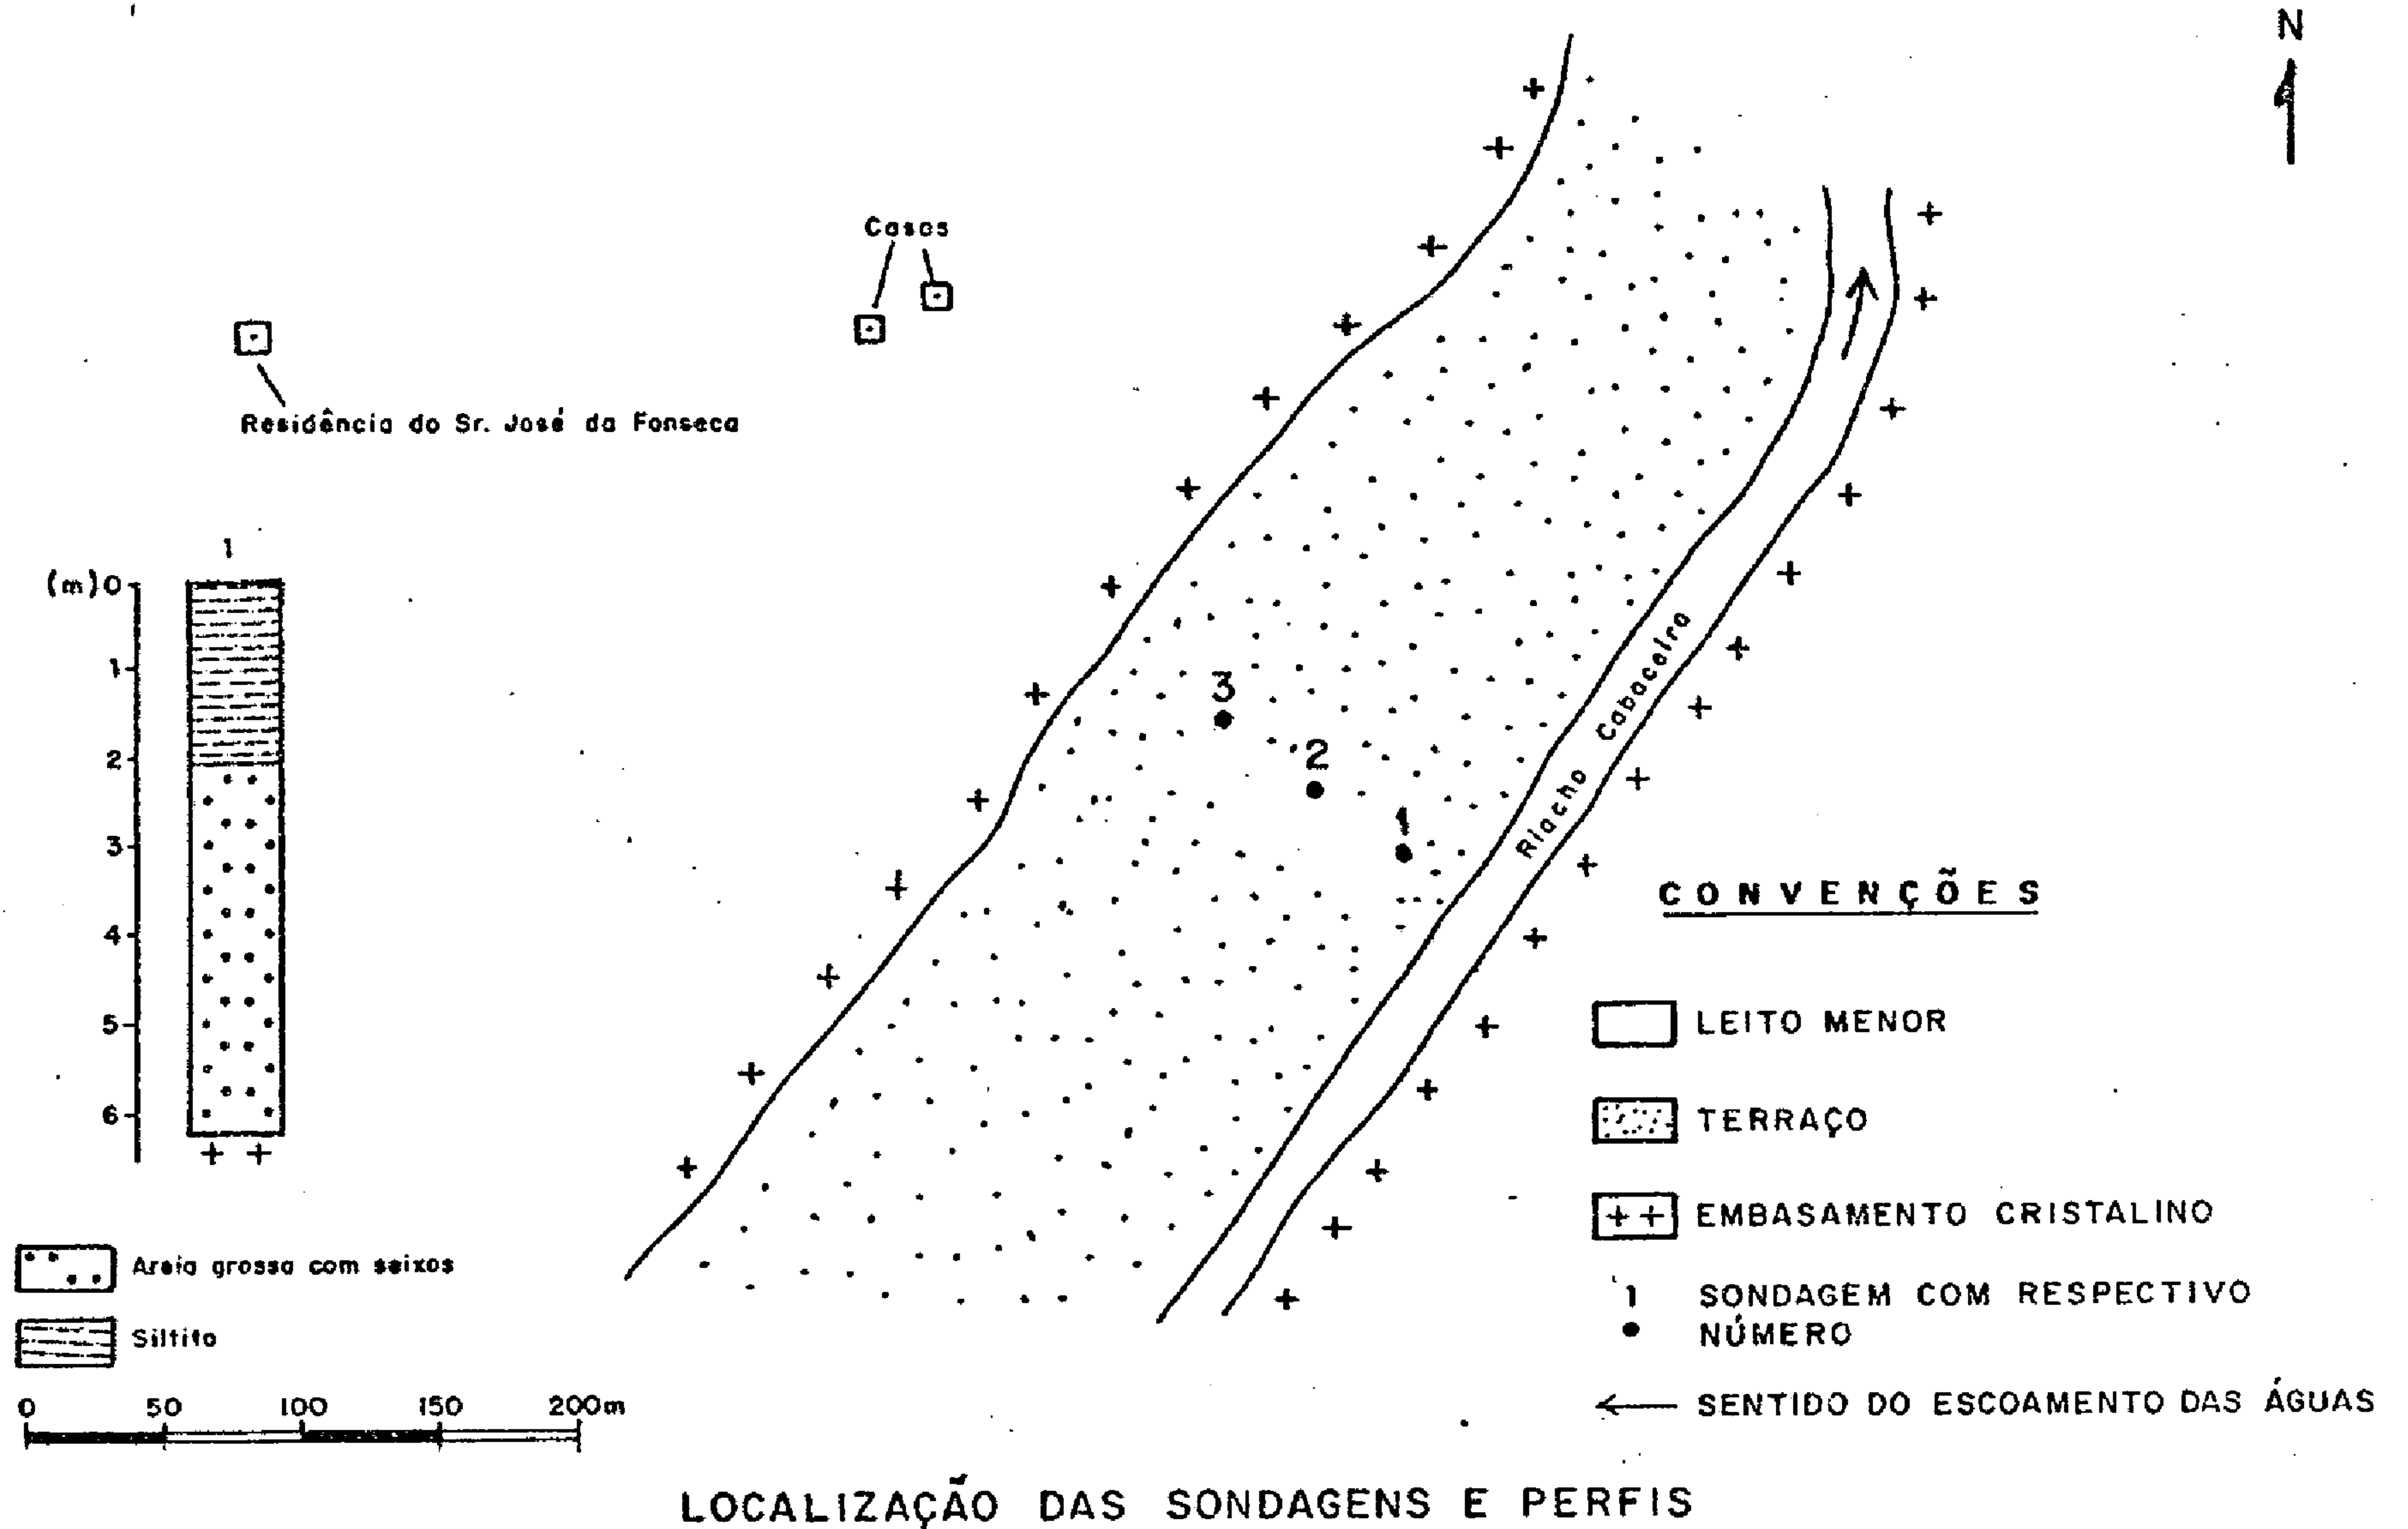 N
Casas
Residência do Sr. José da Fonseca
1
(m) 0
1
2
3
4
5
6
3
2
1
Riacho Cabaceira
CONVENÇÕES
LEITO MENOR
TERRAÇO
EMBASAMENTO CRISTALINO
1 SONDAGEM COM RESPECTIVO
NÚMERO
SENTIDO DO ESCOAMENTO DAS ÁGUAS
Areia grossa com seixos
Siltito
0 50 100 150 200m
LOCALIZAÇÃO DAS SONDAGENS E PERFIS